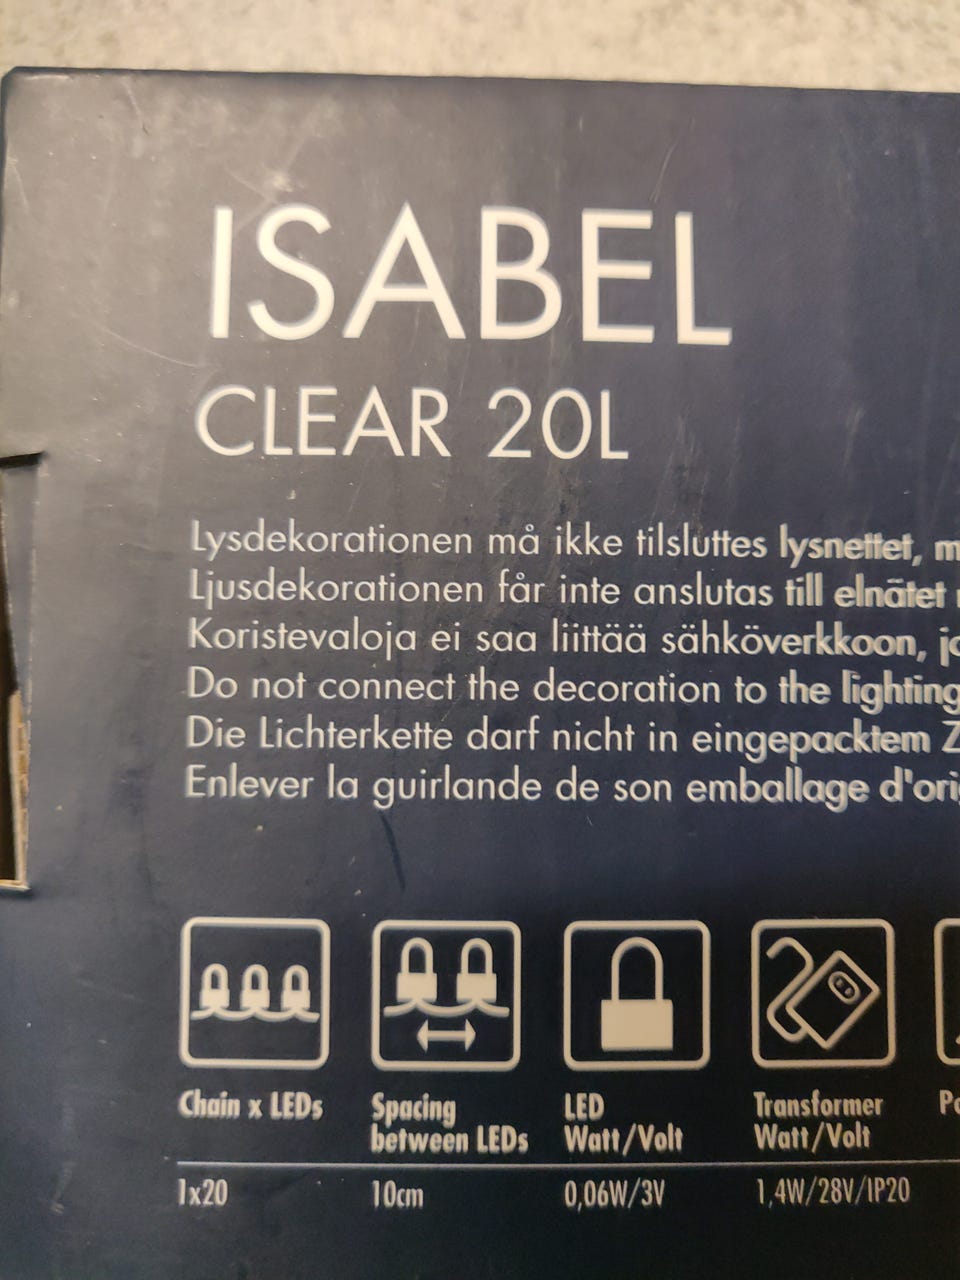 ISABEL
CLEAR 20L
Lysdekorationen må ikke tilsluttes lysnettet,
Ljusdekorationen får inte anslutas till elnätet
Koristevaloja ei saa liittää sähköverkkoon,
Do not connect the decoration to the lighting
Die Lichterkette darf nicht in eingepacktem
Enlever la guirlande de son emballage
Chain x LEDs
Spacing between LEDs
LED Watt/Volt
Transformer Watt/Volt
1x20
10cm
0,06W/3V
1,4W/28V/IP20